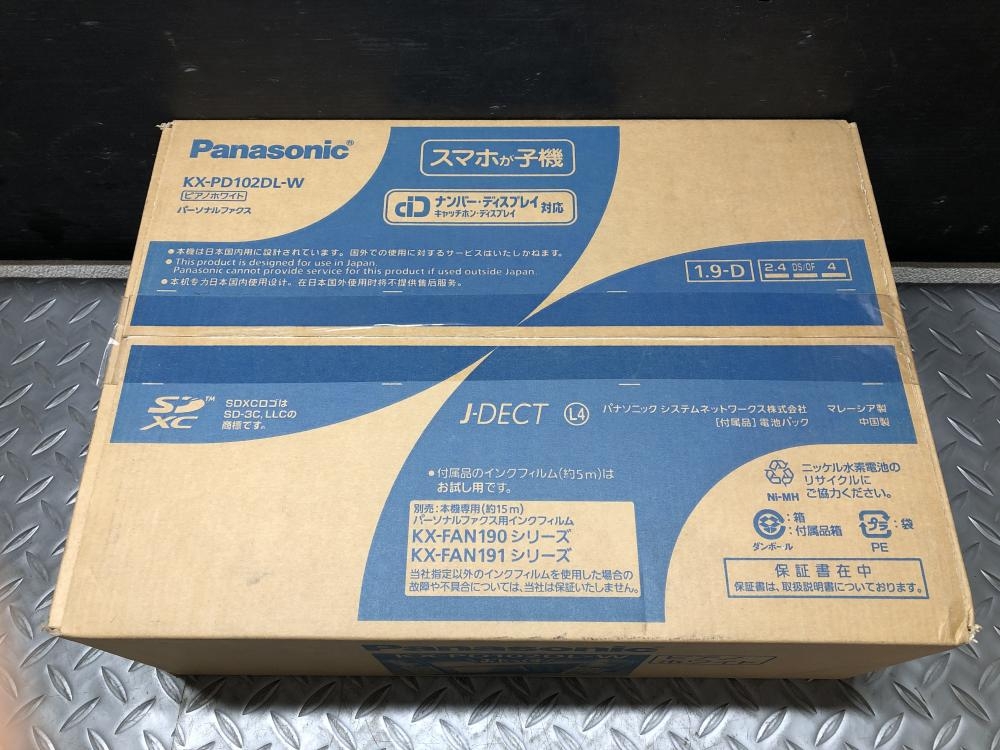 Panasonic®
KX-PD102DL-W
ピアノホワイト
パーソナルファクス
スマホが子機
ナンバー・ディスプレイ
キャッチホン・ディスプレイ
対応
●本機は日本国内用に設計されています。国外での使用に対するサービスはいたしかねます。
● This product is designed for use in Japan.
Panasonic cannot provide service for this product if used outside Japan.
●本机专力日本国内使用设计。在日本国外使用时将不提供售后服务。
1.9-D
2.4 DS/OF 4
SD XC ™
SDXCロゴは
SD-3C, LLCの
商標です。
J-DECT
L4
パナソニック システムネットワークス株式会社 マレーシア製
[付属品] 電池パック 中国製
●付属品のインクフィルム(約5m)は
お試し用です。
別売:本機専用(約15m)
パーソナルファクス用インクフィルム
KX-FAN190 シリーズ
KX-FAN191 シリーズ
当社指定以外のインクフィルムを使用した場合の
故障や不具合については、当社は保証いたしません。
Ni-MH
ニッケル水素電池の
リサイクルに
ご協力ください。
:箱
:付属品箱
ダンボール
プラ
:袋
PE
保証書在中
保証書は、取扱説明書についております。
Panasonic